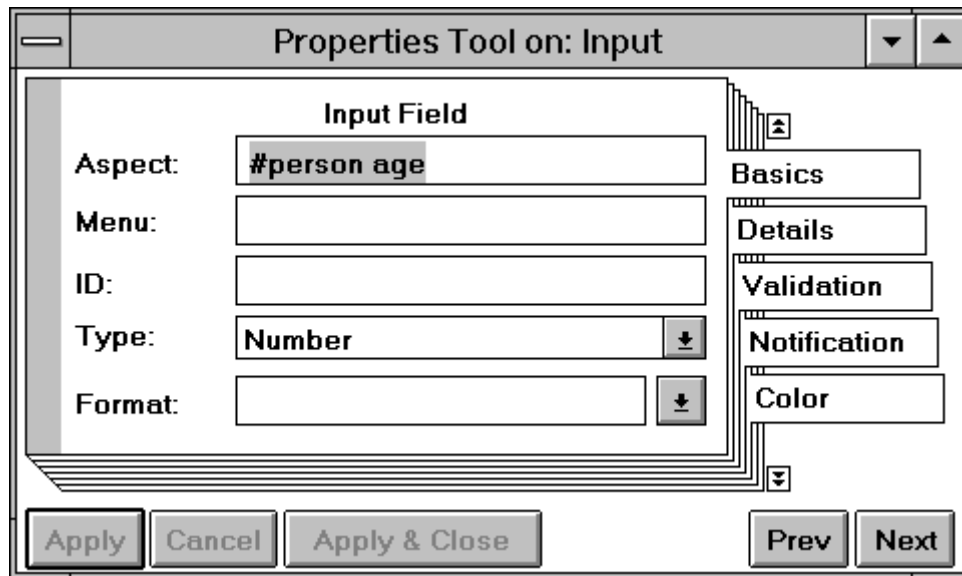 Properties Tool on: Input
Input Field
Aspect: #person age
Menu:
ID:
Type: Number
Format:
Basics
Details
Validation
Notification
Color
Apply Cancel Apply & Close Prev Next